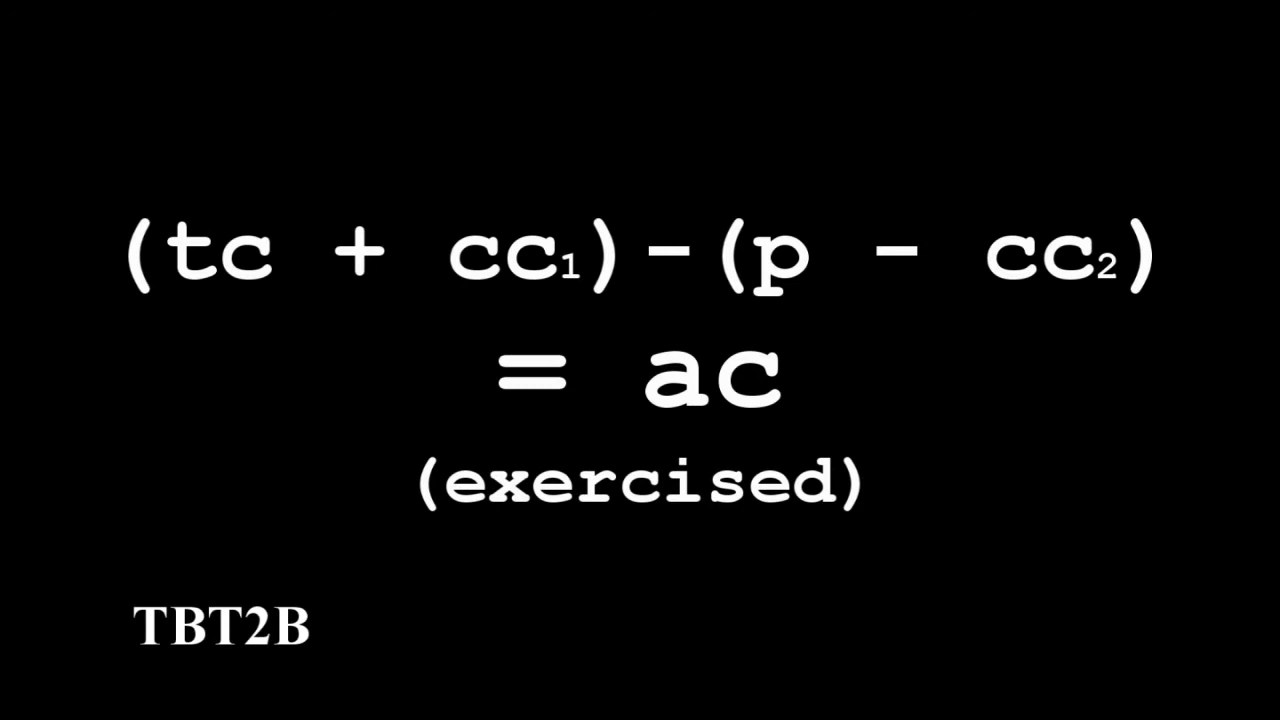 (tc + cc₁)-(p - cc₂)
= ac
(exercised)
TBT2B